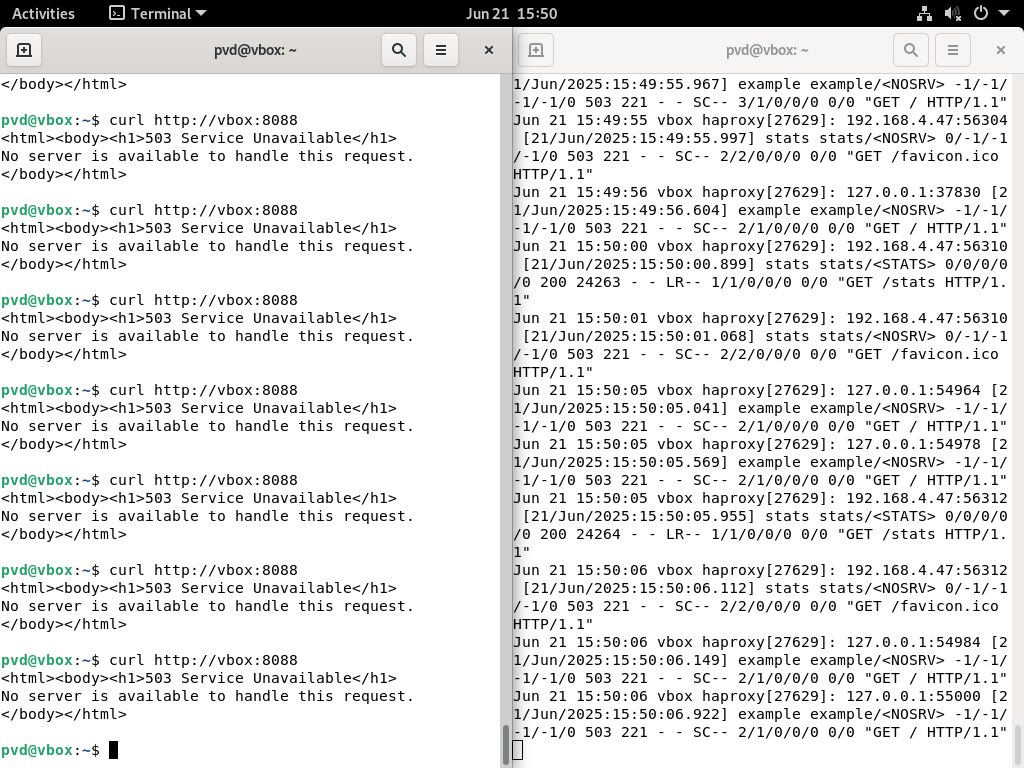 Activities
Terminal
Jun 21 15:50
pvd@vbox: ~
</body></html>
pvd@vbox:~$ curl http://vbox:8088
<html><body><h1>503 Service Unavailable</h1>
No server is available to handle this request.
</body></html>
pvd@vbox:~$ curl http://vbox:8088
<html><body><h1>503 Service Unavailable</h1>
No server is available to handle this request.
</body></html>
pvd@vbox:~$ curl http://vbox:8088
<html><body><h1>503 Service Unavailable</h1>
No server is available to handle this request.
</body></html>
pvd@vbox:~$ curl http://vbox:8088
<html><body><h1>503 Service Unavailable</h1>
No server is available to handle this request.
</body></html>
pvd@vbox:~$ curl http://vbox:8088
<html><body><h1>503 Service Unavailable</h1>
No server is available to handle this request.
</body></html>
pvd@vbox:~$ curl http://vbox:8088
<html><body><h1>503 Service Unavailable</h1>
No server is available to handle this request.
</body></html>
pvd@vbox:~$ curl http://vbox:8088
<html><body><h1>503 Service Unavailable</h1>
No server is available to handle this request.
</body></html>
pvd@vbox:~$
pvd@vbox: ~
1/Jun/2025:15:49:55.967] example example/<NOSRV> -1/-1/
-1/-1/0 503 221 - - SC-- 3/1/0/0/0 0/0 "GET / HTTP/1.1"
Jun 21 15:49:55 vbox haproxy[27629]: 192.168.4.47:56304
 [21/Jun/2025:15:49:55.997] stats stats/<NOSRV> 0/-1/-1
/-1/0 503 221 - - SC-- 2/2/0/0/0 0/0 "GET /favicon.ico
HTTP/1.1"
Jun 21 15:49:56 vbox haproxy[27629]: 127.0.0.1:37830 [2
1/Jun/2025:15:49:56.604] example example/<NOSRV> -1/-1/
-1/-1/0 503 221 - - SC-- 2/1/0/0/0 0/0 "GET / HTTP/1.1"
Jun 21 15:50:00 vbox haproxy[27629]: 192.168.4.47:56310
 [21/Jun/2025:15:50:00.899] stats stats/<STATS> 0/0/0/0
/0 200 24263 - - LR-- 1/1/0/0/0 0/0 "GET /stats HTTP/1.
1"
Jun 21 15:50:01 vbox haproxy[27629]: 192.168.4.47:56310
 [21/Jun/2025:15:50:01.068] stats stats/<NOSRV> 0/-1/-1
/-1/0 503 221 - - SC-- 2/2/0/0/0 0/0 "GET /favicon.ico
HTTP/1.1"
Jun 21 15:50:05 vbox haproxy[27629]: 127.0.0.1:54964 [2
1/Jun/2025:15:50:05.041] example example/<NOSRV> -1/-1/
-1/-1/0 503 221 - - SC-- 2/1/0/0/0 0/0 "GET / HTTP/1.1"
Jun 21 15:50:05 vbox haproxy[27629]: 127.0.0.1:54978 [2
1/Jun/2025:15:50:05.569] example example/<NOSRV> -1/-1/
-1/-1/0 503 221 - - SC-- 2/1/0/0/0 0/0 "GET / HTTP/1.1"
Jun 21 15:50:05 vbox haproxy[27629]: 192.168.4.47:56312
 [21/Jun/2025:15:50:05.955] stats stats/<STATS> 0/0/0/0
/0 200 24264 - - LR-- 1/1/0/0/0 0/0 "GET /stats HTTP/1.
1"
Jun 21 15:50:06 vbox haproxy[27629]: 192.168.4.47:56312
 [21/Jun/2025:15:50:06.112] stats stats/<NOSRV> 0/-1/-1
/-1/0 503 221 - - SC-- 2/2/0/0/0 0/0 "GET /favicon.ico
HTTP/1.1"
Jun 21 15:50:06 vbox haproxy[27629]: 127.0.0.1:54984 [2
1/Jun/2025:15:50:06.149] example example/<NOSRV> -1/-1/
-1/-1/0 503 221 - - SC-- 2/1/0/0/0 0/0 "GET / HTTP/1.1"
Jun 21 15:50:06 vbox haproxy[27629]: 127.0.0.1:55000 [2
1/Jun/2025:15:50:06.922] example example/<NOSRV> -1/-1/
-1/-1/0 503 221 - - SC-- 2/1/0/0/0 0/0 "GET / HTTP/1.1"